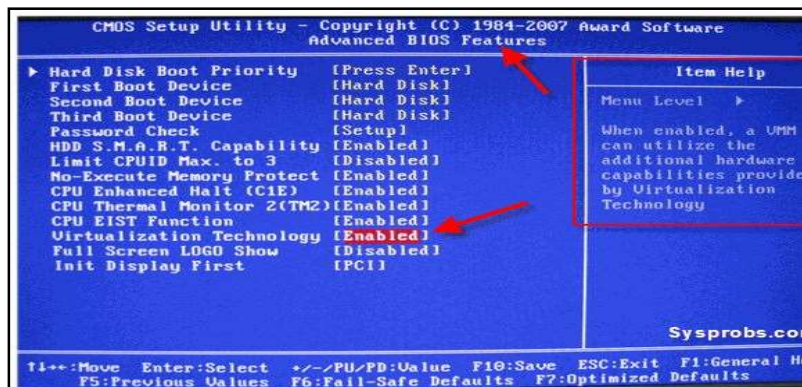 CMOS Setup Utility - Copyright (C) 1984-2007 Award Software
Advanced BIOS Features
Hard Disk Boot Priority [Press Enter]
First Boot Device [Hard Disk]
Second Boot Device [Hard Disk]
Third Boot Device [Hard Disk]
Password Check [Setup]
HDD S.M.A.R.T. Capability [Enabled]
Limit CPUID Max. to 3 [Disabled]
No-Execute Memory Protect [Enabled]
CPU Enhanced Halt (C1E) [Enabled]
CPU Thermal Monitor 2(TM2) [Enabled]
CPU EIST Function [Enabled]
Virtualization Technology [Enabled]
Full Screen LOGO Show [Disabled]
Init Display First [PCI]
Item Help
Menu Level
When enabled, a VMM
can utilize the
additional hardware
capabilities provide
by Virtualization
Technology
Sysprobs.co
↑↓→←:Move Enter:Select +/-/PU/PD:Value F10:Save ESC:Exit F1:General H
F5:Previous Values F6:Fail-Safe Defaults F7:Optimized Defaults